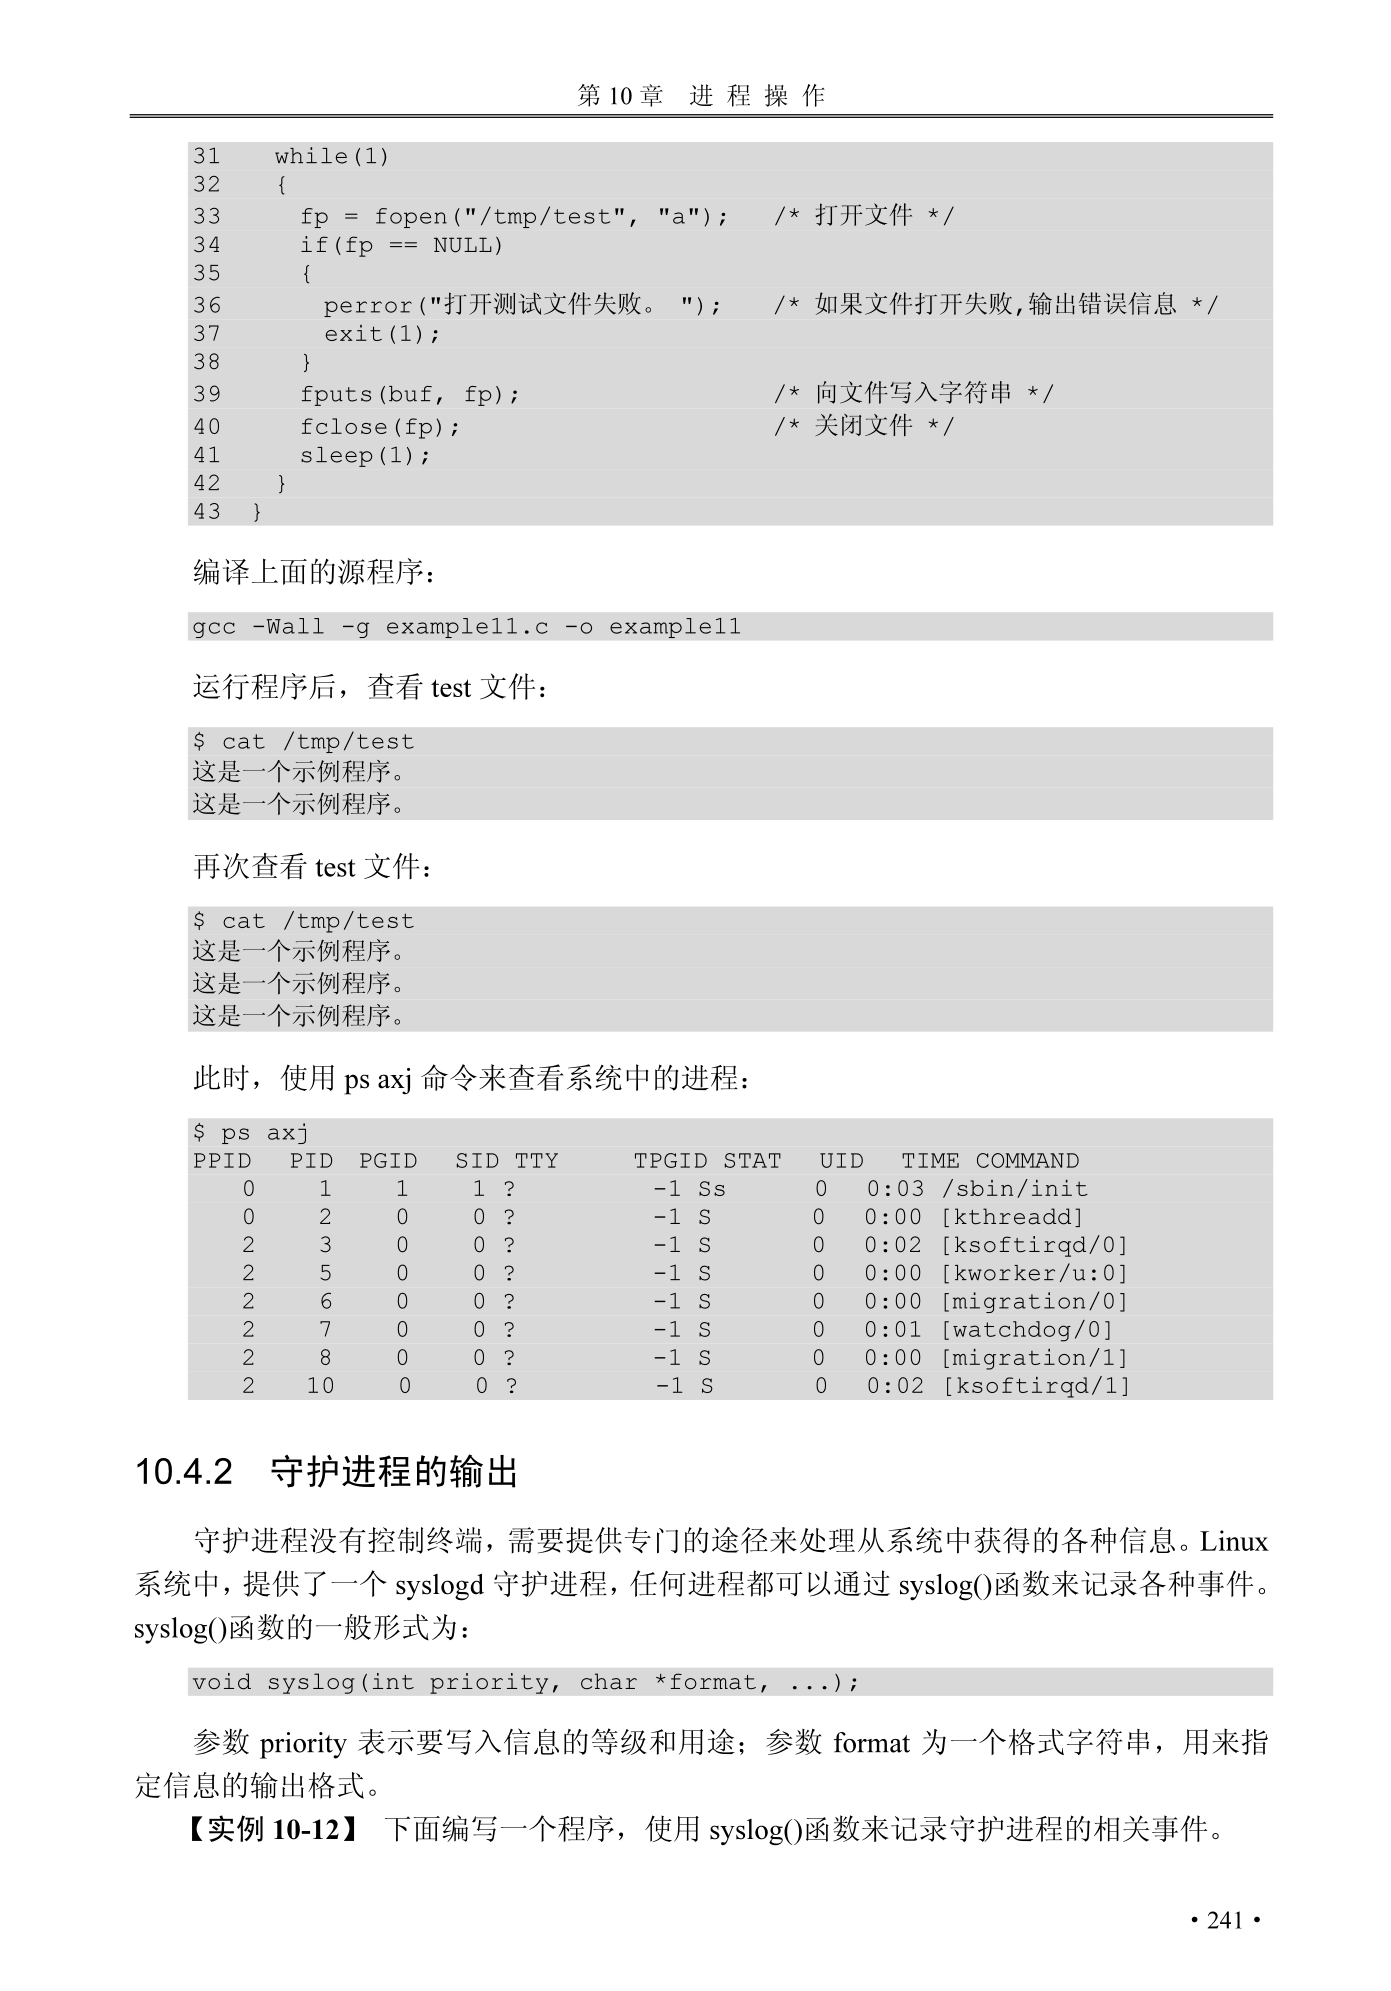 第 10 章 进 程 操 作
31 while(1)
32 {
33 fp = fopen("/tmp/test", "a"); /* 打开文件 */
34 if(fp == NULL)
35 {
36 perror("打开测试文件失败。 "); /* 如果文件打开失败,输出错误信息 */
37 exit(1);
38 }
39 fputs(buf, fp); /* 向文件写入字符串 */
40 fclose(fp); /* 关闭文件 */
41 sleep(1);
42 }
43 }
编译上面的源程序：
gcc -Wall -g example11.c -o example11
运行程序后，查看 test 文件：
$ cat /tmp/test
这是一个示例程序。
这是一个示例程序。
再次查看 test 文件：
$ cat /tmp/test
这是一个示例程序。
这是一个示例程序。
这是一个示例程序。
此时，使用 ps axj 命令来查看系统中的进程：
$ ps axj
PPID PID PGID SID TTY TPGID STAT UID TIME COMMAND
0 1 1 1 ? -1 Ss 0 0:03 /sbin/init
0 2 0 0 ? -1 S 0 0:00 [kthreadd]
2 3 0 0 ? -1 S 0 0:02 [ksoftirqd/0]
2 5 0 0 ? -1 S 0 0:00 [kworker/u:0]
2 6 0 0 ? -1 S 0 0:00 [migration/0]
2 7 0 0 ? -1 S 0 0:01 [watchdog/0]
2 8 0 0 ? -1 S 0 0:00 [migration/1]
2 10 0 0 ? -1 S 0 0:02 [ksoftirqd/1]
10.4.2 守护进程的输出
守护进程没有控制终端，需要提供专门的途径来处理从系统中获得的各种信息。Linux
系统中，提供了一个 syslogd 守护进程，任何进程都可以通过 syslog()函数来记录各种事件。
syslog()函数的一般形式为：
void syslog(int priority, char *format, ...);
参数 priority 表示要写入信息的等级和用途；参数 format 为一个格式字符串，用来指
定信息的输出格式。
【实例 10-12】 下面编写一个程序，使用 syslog()函数来记录守护进程的相关事件。
• 241 •